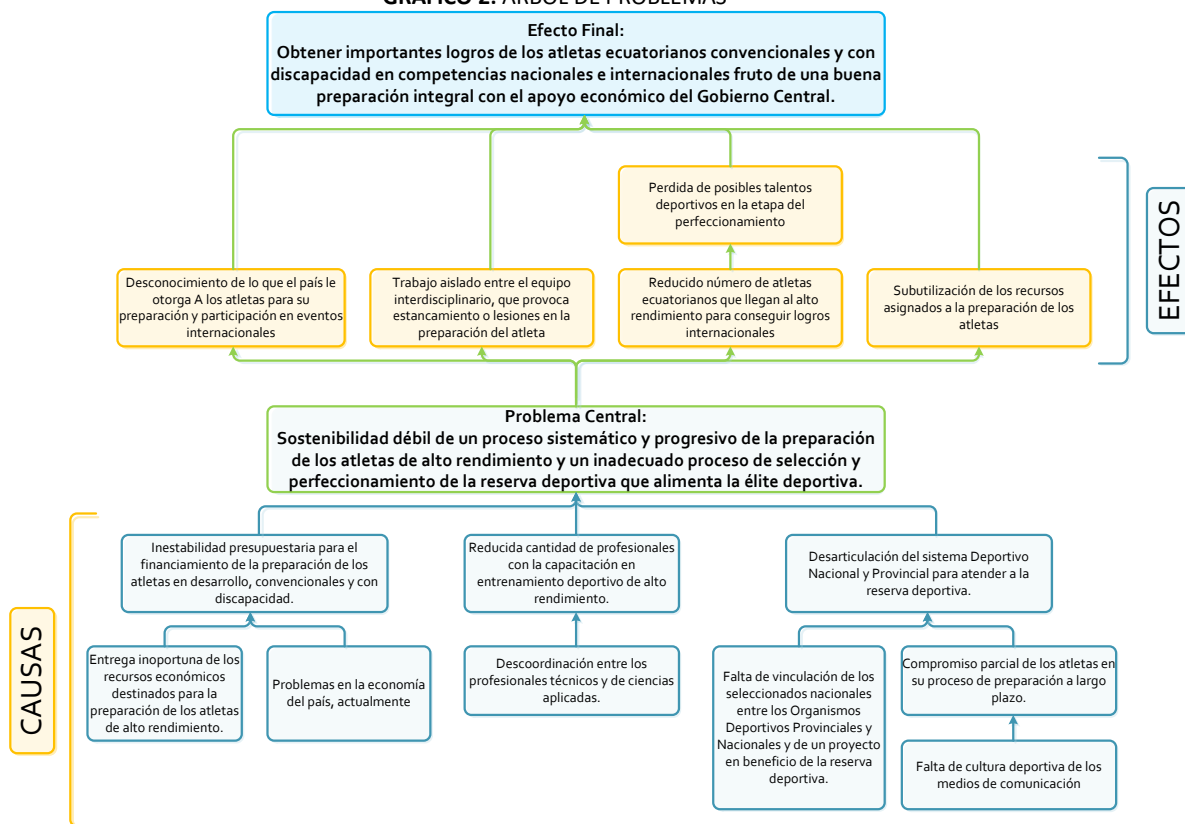 GRÁFICO 2: ÁRBOL DE PROBLEMAS
Efecto Final:
Obtener importantes logros de los atletas ecuatorianos convencionales y con
discapacidad en competencias nacionales e internacionales fruto de una buena
preparación integral con el apoyo económico del Gobierno Central.
EFECTOS
Perdida de posibles talentos
deportivos en la etapa del
perfeccionamiento
Desconocimiento de lo que el país le
otorga A los atletas para su
preparación y participación en eventos
internacionales
Trabajo aislado entre el equipo
interdisciplinario, que provoca
estancamiento o lesiones en la
preparación del atleta
Reducido número de atletas
ecuatorianos que llegan al alto
rendimiento para conseguir logros
internacionales
Subutilización de los recursos
asignados a la preparación de los
atletas
Problema Central:
Sostenibilidad débil de un proceso sistemático y progresivo de la preparación
de los atletas de alto rendimiento y un inadecuado proceso de selección y
perfeccionamiento de la reserva deportiva que alimenta la élite deportiva.
CAUSAS
Inestabilidad presupuestaria para el
financiamiento de la preparación de los
atletas en desarrollo, convencionales y con
discapacidad.
Reducida cantidad de profesionales
con la capacitación en
entrenamiento deportivo de alto
rendimiento.
Desarticulación del sistema Deportivo
Nacional y Provincial para atender a la
reserva deportiva.
Entrega inoportuna de los
recursos económicos
destinados para la
preparación de los atletas
de alto rendimiento.
Problemas en la economía
del país, actualmente
Descoordinación entre los
profesionales técnicos y de ciencias
aplicadas.
Falta de vinculación de los
seleccionados nacionales
entre los Organismos
Deportivos Provinciales y
Nacionales y de un proyecto
en beneficio de la reserva
deportiva.
Compromiso parcial de los atletas en
su proceso de preparación a largo
plazo.
Falta de cultura deportiva de los
medios de comunicación